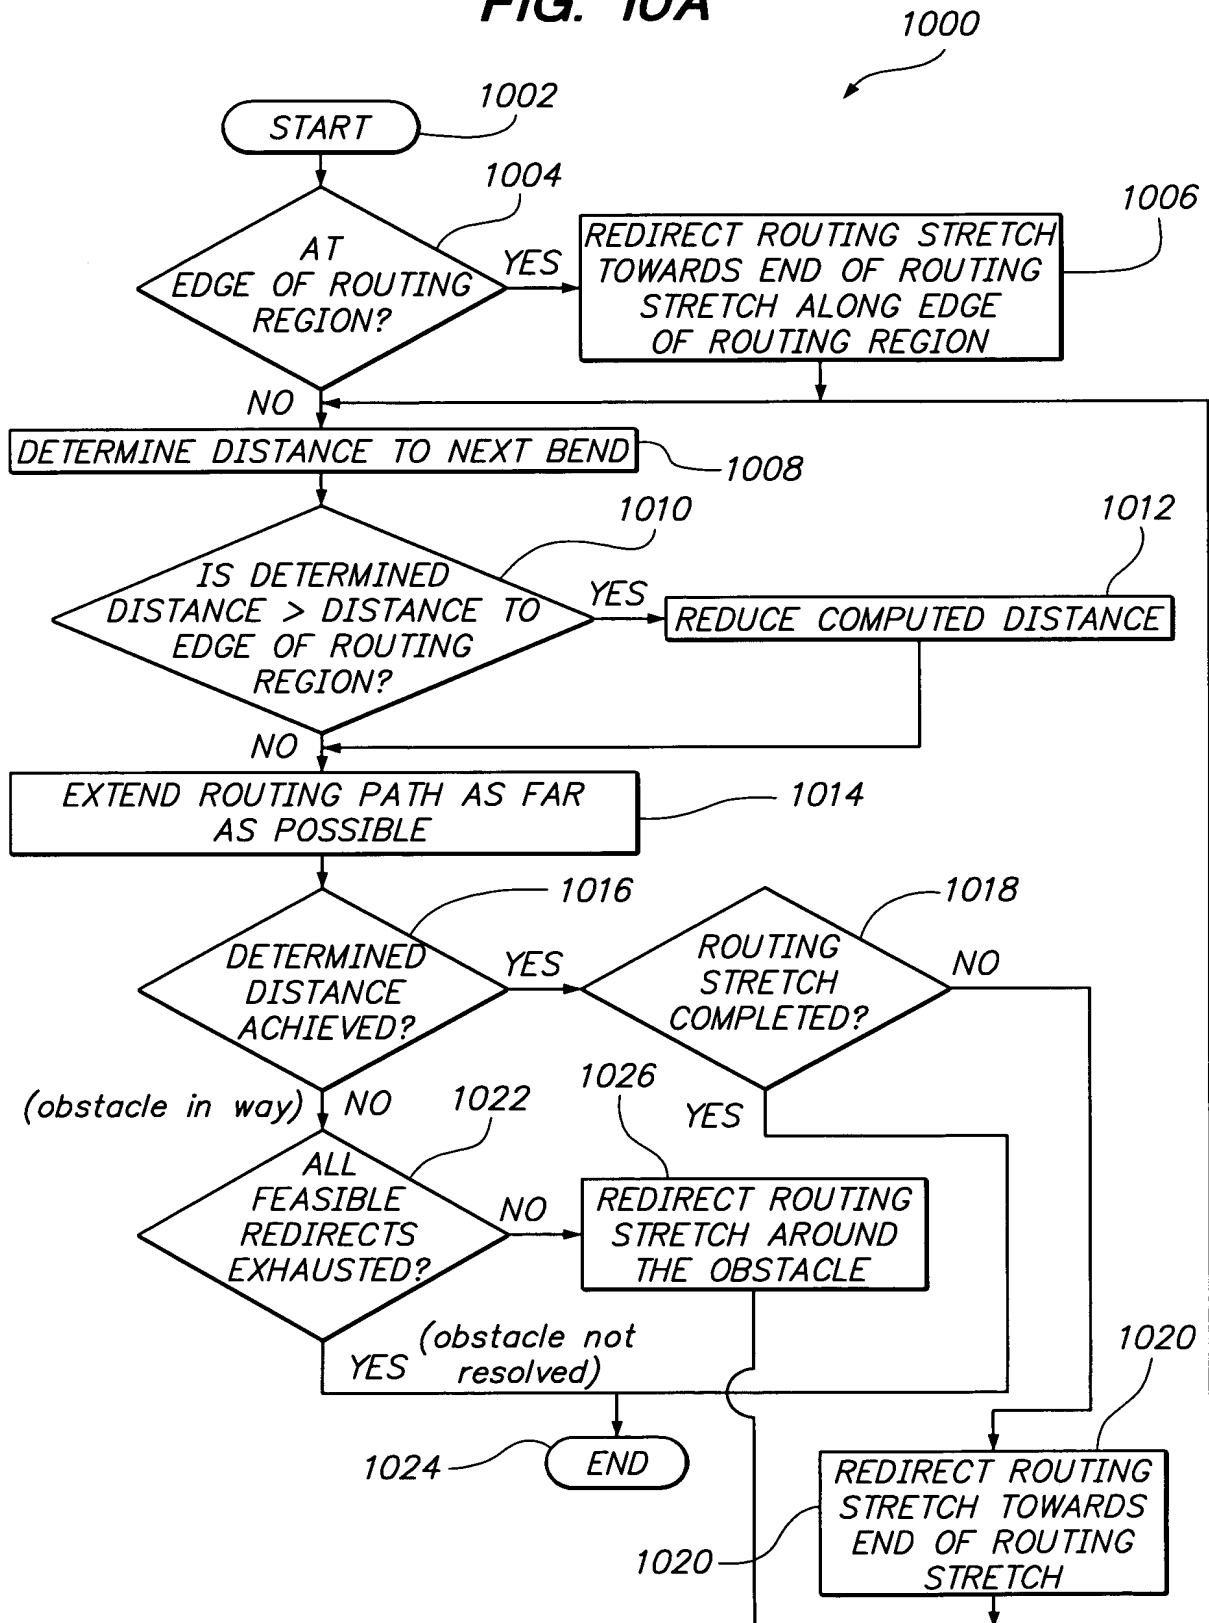 FIG. 10A
1000
1002
START
1004
AT
EDGE OF ROUTING
REGION?
YES
1006
REDIRECT ROUTING STRETCH
TOWARDS END OF ROUTING
STRETCH ALONG EDGE
OF ROUTING REGION
NO
DETERMINE DISTANCE TO NEXT BEND
1008
1010
IS DETERMINED
DISTANCE > DISTANCE TO
EDGE OF ROUTING
REGION?
YES
1012
REDUCE COMPUTED DISTANCE
NO
EXTEND ROUTING PATH AS FAR
AS POSSIBLE
1014
1016
DETERMINED
DISTANCE
ACHIEVED?
YES
1018
ROUTING
STRETCH
COMPLETED?
NO
YES
(obstacle in way) NO
1022
ALL
FEASIBLE
REDIRECTS
EXHAUSTED?
NO
1026
REDIRECT ROUTING
STRETCH AROUND
THE OBSTACLE
YES
(obstacle not
resolved)
1024
END
1020
REDIRECT ROUTING
STRETCH TOWARDS
END OF ROUTING
STRETCH
1020